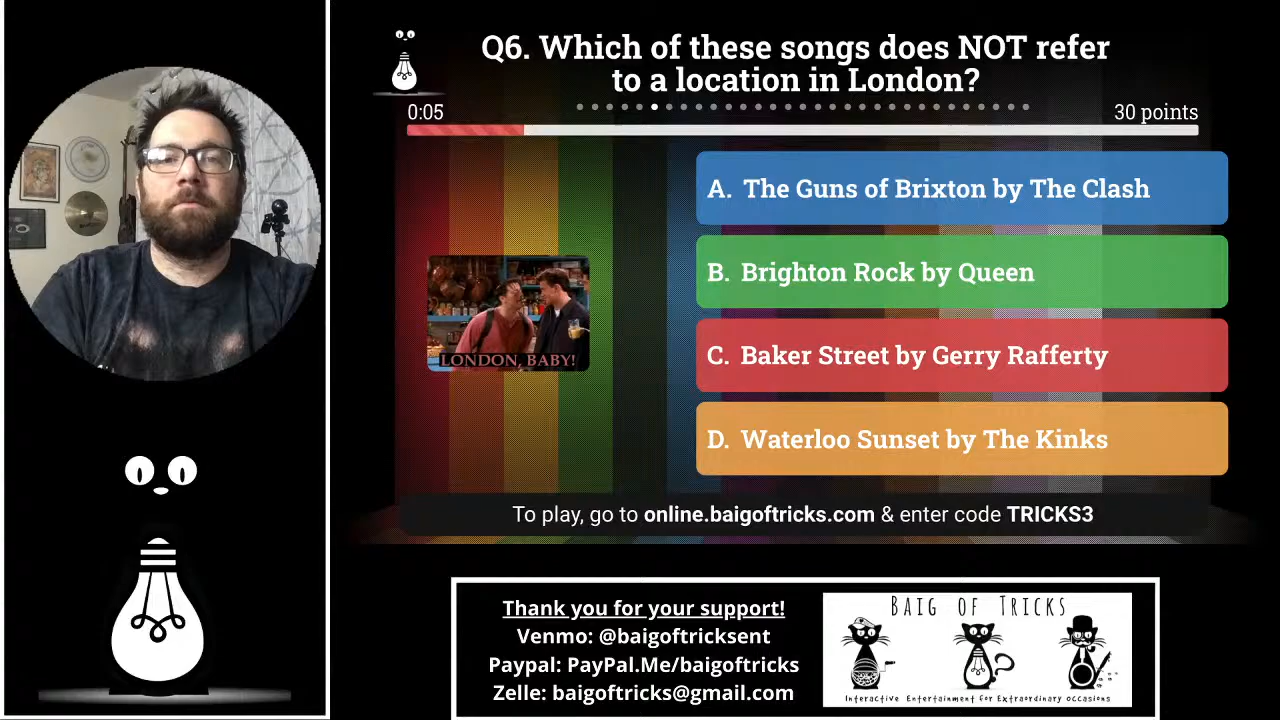 Q6. Which of these songs does NOT refer
to a location in London?
0:05
30 points
A. The Guns of Brixton by The Clash
B. Brighton Rock by Queen
C. Baker Street by Gerry Rafferty
D. Waterloo Sunset by The Kinks
LONDON, BABY!
To play, go to online.baigoftricks.com & enter code TRICKS3
Thank you for your support!
Venmo: @baigoftricksent
Paypal: PayPal.Me/baigoftricks
Zelle: baigoftricks@gmail.com
BAIG OF TRICKS
Interactive Entertainment for Extraordinary occasions